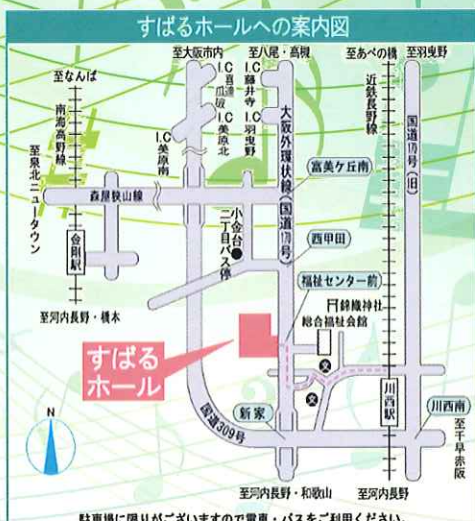 すばるホールへの案内図
至なんば
至大阪市内
至八尾・高槻
至あべの橋
至羽曳野
南海高野線
I.C 喜連瓜破
I.C 美原北
I.C 藤井寺
I.C 羽曳野
大阪外環状線(国道170号)
近鉄長野線
国道170号(旧)
I.C 美原南
至泉北ニュータウン
森屋狭山線
富美ケ丘南
小金台二丁目バス停
西甲田
金剛駅
福祉センター前
錦織神社
総合福祉会館
至河内長野・橋本
すばる
ホール
文
文
川西駅
N
国道309号
新家
川西南
至千早赤阪
至河内長野・和歌山
至河内長野
駐車場に限りがございますので電車・バスをご利用ください。